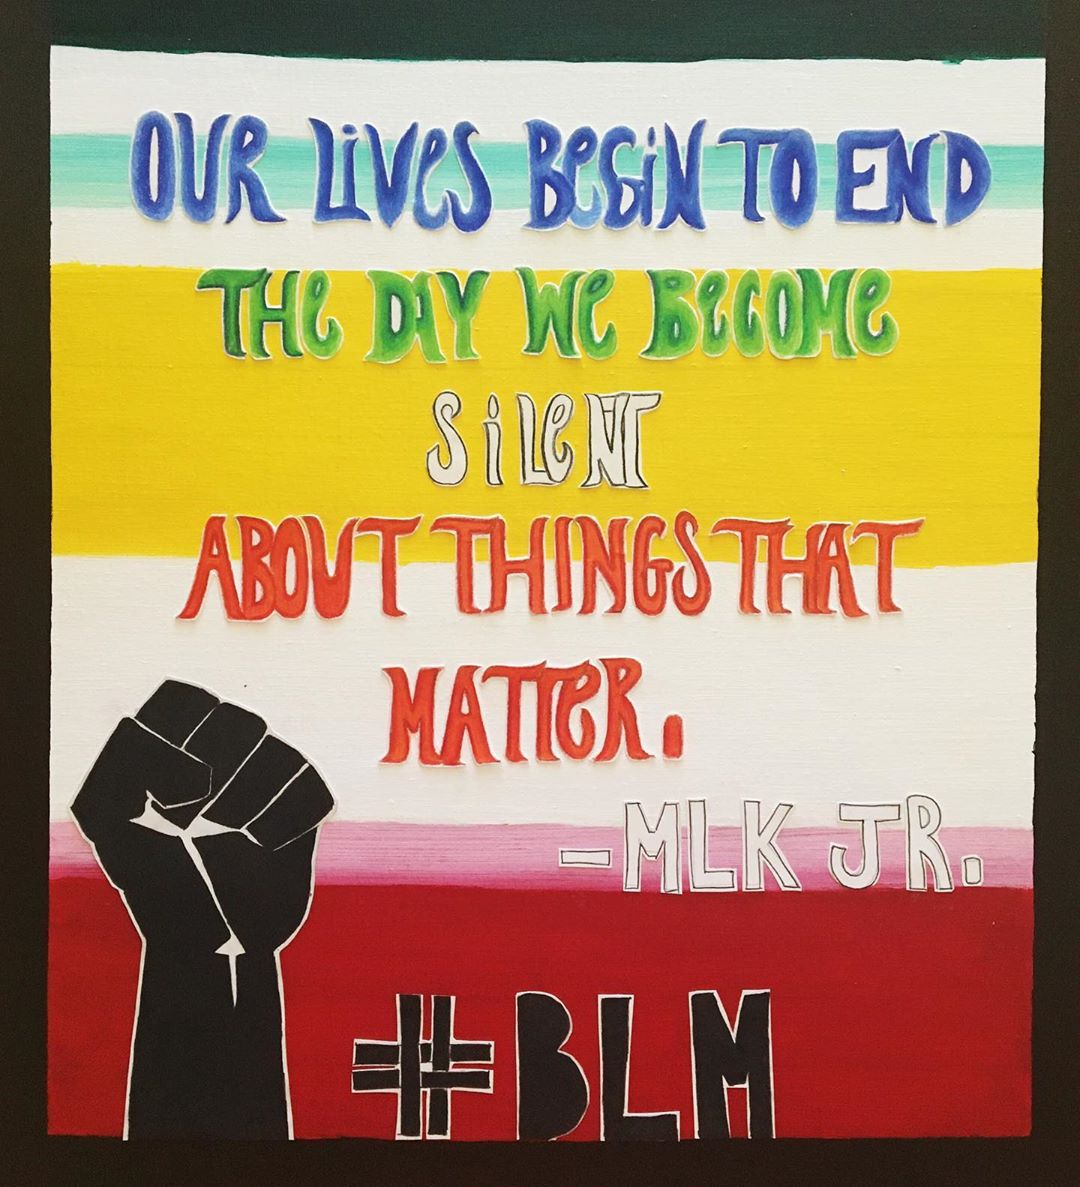 OUR LiVeS BeGiN TO END
THe DAY We BeCOMe
SiLeNT
ABOUT THINGS THAT
MATTeR.
-MLK JR.
#BLM